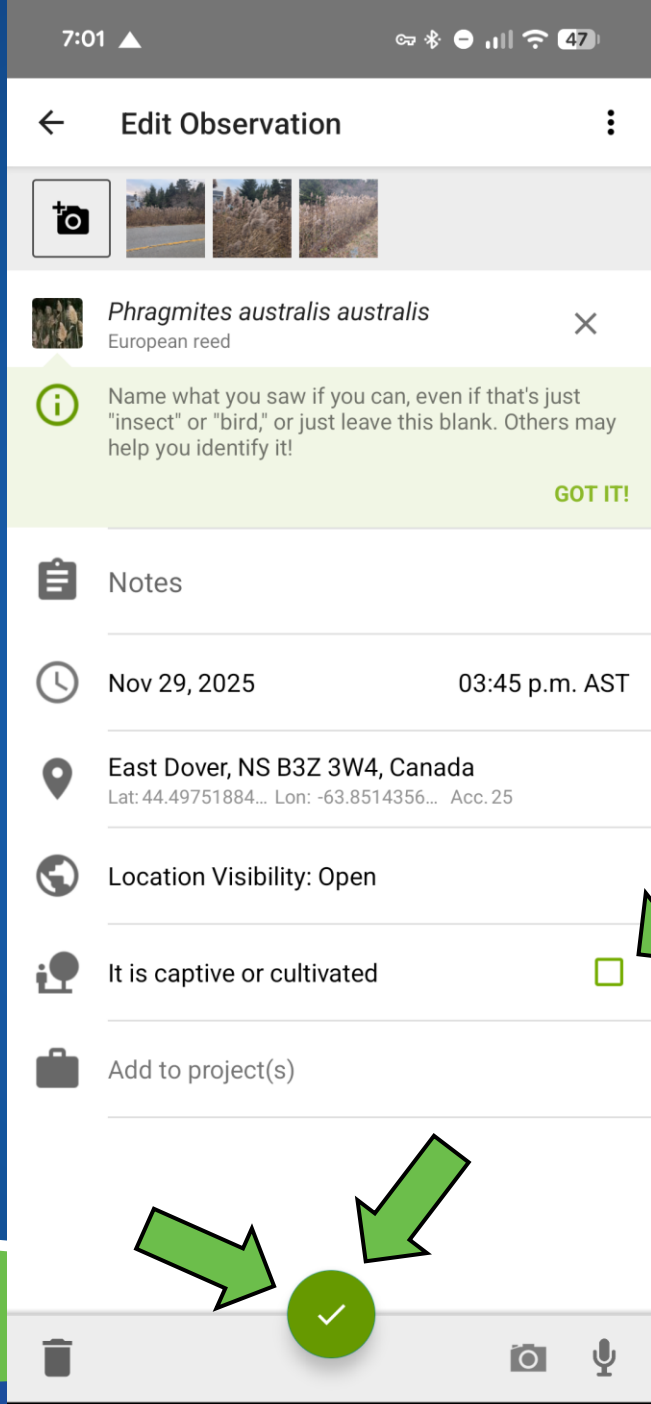 7:01
47
Edit Observation
Phragmites australis australis
European reed
Name what you saw if you can, even if that's just
"insect" or "bird," or just leave this blank. Others may
help you identify it!
GOT IT!
Notes
Nov 29, 2025 03:45 p.m. AST
East Dover, NS B3Z 3W4, Canada
Lat: 44.49751884... Lon: -63.8514356... Acc. 25
Location Visibility: Open
It is captive or cultivated
Add to project(s)